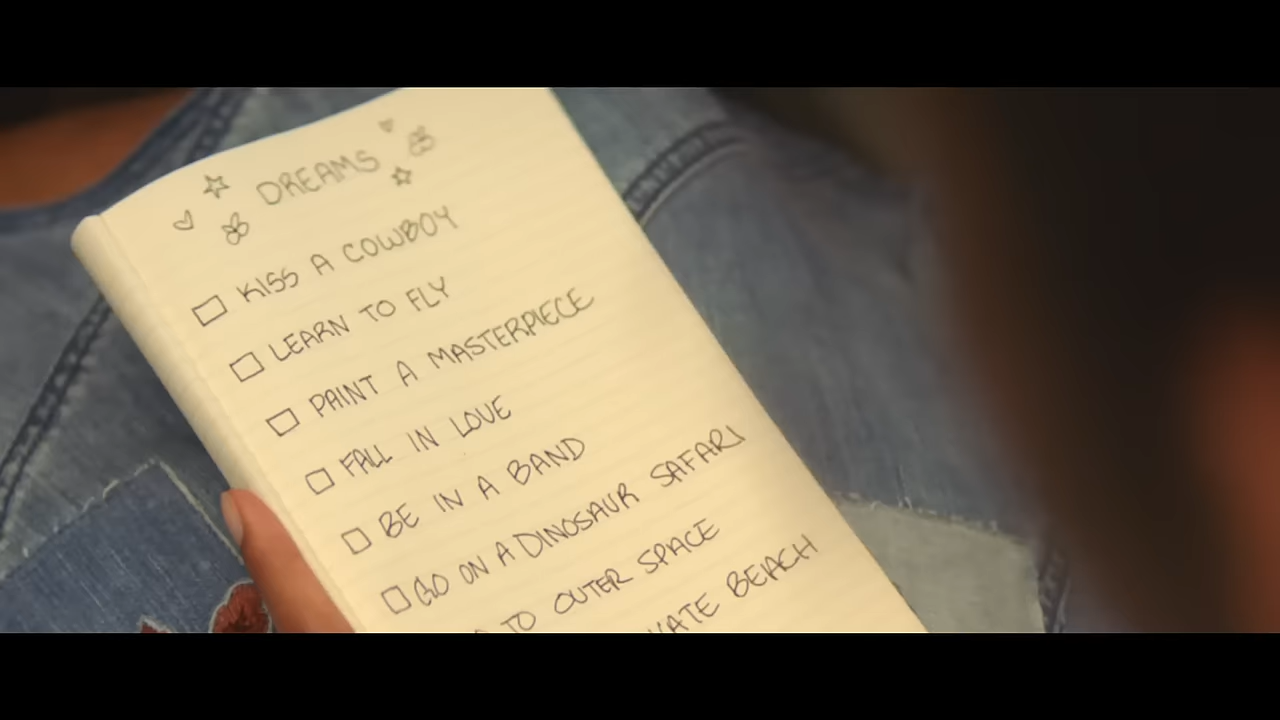 DREAMS
KISS A COWBOY
LEARN TO FLY
PAINT A MASTERPIECE
FALL IN LOVE
BE IN A BAND
GO ON A DINOSAUR SAFARI
TO OUTER SPACE
BEACH